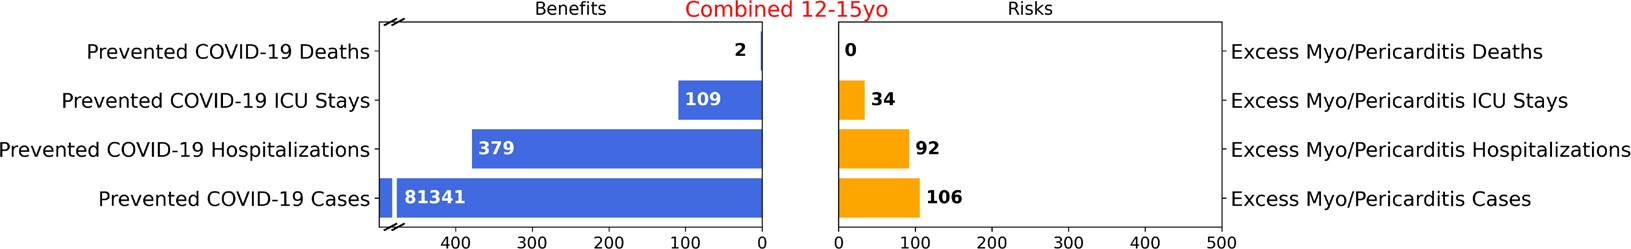 Benefits
Combined 12-15yo
Risks
Prevented COVID-19 Deaths
2
0
Excess Myo/Pericarditis Deaths
Prevented COVID-19 ICU Stays
109
34
Excess Myo/Pericarditis ICU Stays
Prevented COVID-19 Hospitalizations
379
92
Excess Myo/Pericarditis Hospitalizations
Prevented COVID-19 Cases
81341
106
Excess Myo/Pericarditis Cases
400 300 200 100 0
0 100 200 300 400 500